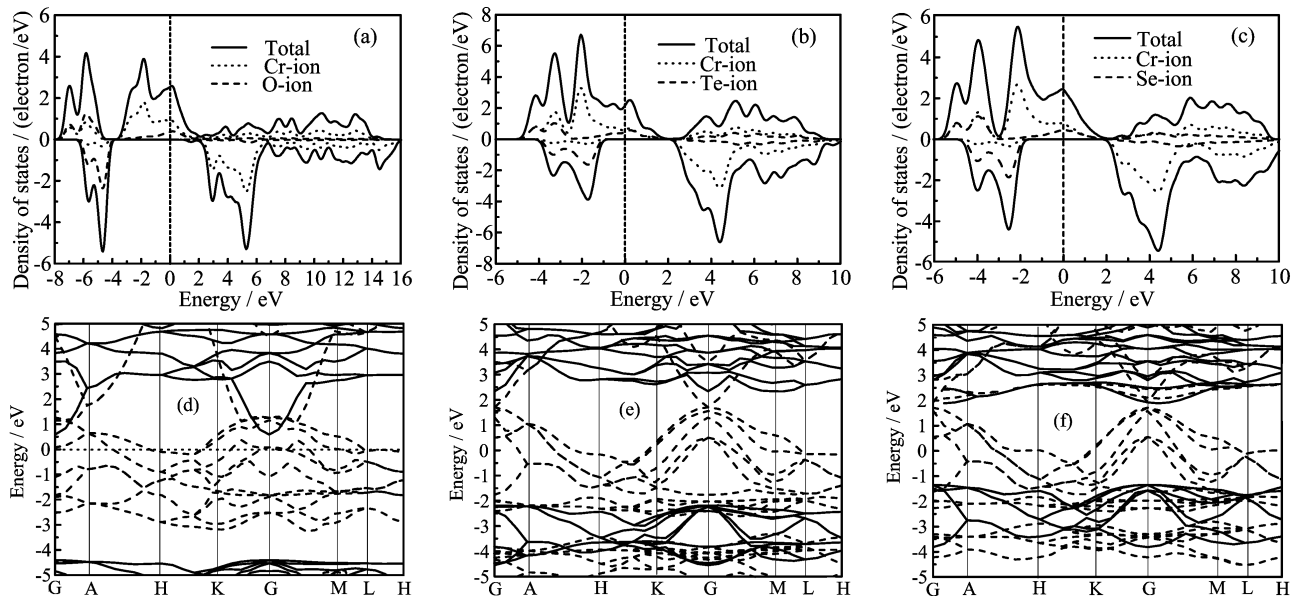 Density of states / (electron/eV)
6
4
2
0
-2
-4
-6
Total
Cr-ion
O-ion
(a)
-8 -6 -4 -2 0 2 4 6 8 10 12 14 16
Energy / eV
Density of states / (electron/eV)
8
6
4
2
0
-2
-4
-6
8
Total
Cr-ion
Te-ion
(b)
-6 -4 -2 0 2 4 6 8 10
Energy / eV
Density of states / (electron/eV)
6
4
2
0
-2
-4
-6
Total
Cr-ion
Se-ion
(c)
-6 -4 -2 0 2 4 6 8 10
Energy / eV
Energy / eV
5
4
3
2
1
0
-1
-2
-3
-4
-5
(d)
G A H K G M L H
Energy / eV
5
4
3
2
1
0
-1
-2
-3
-4
-5
(e)
G A H K G M L H
Energy / eV
5
4
3
2
1
0
-1
-2
-3
-4
-5
(f)
G A H K G M L H